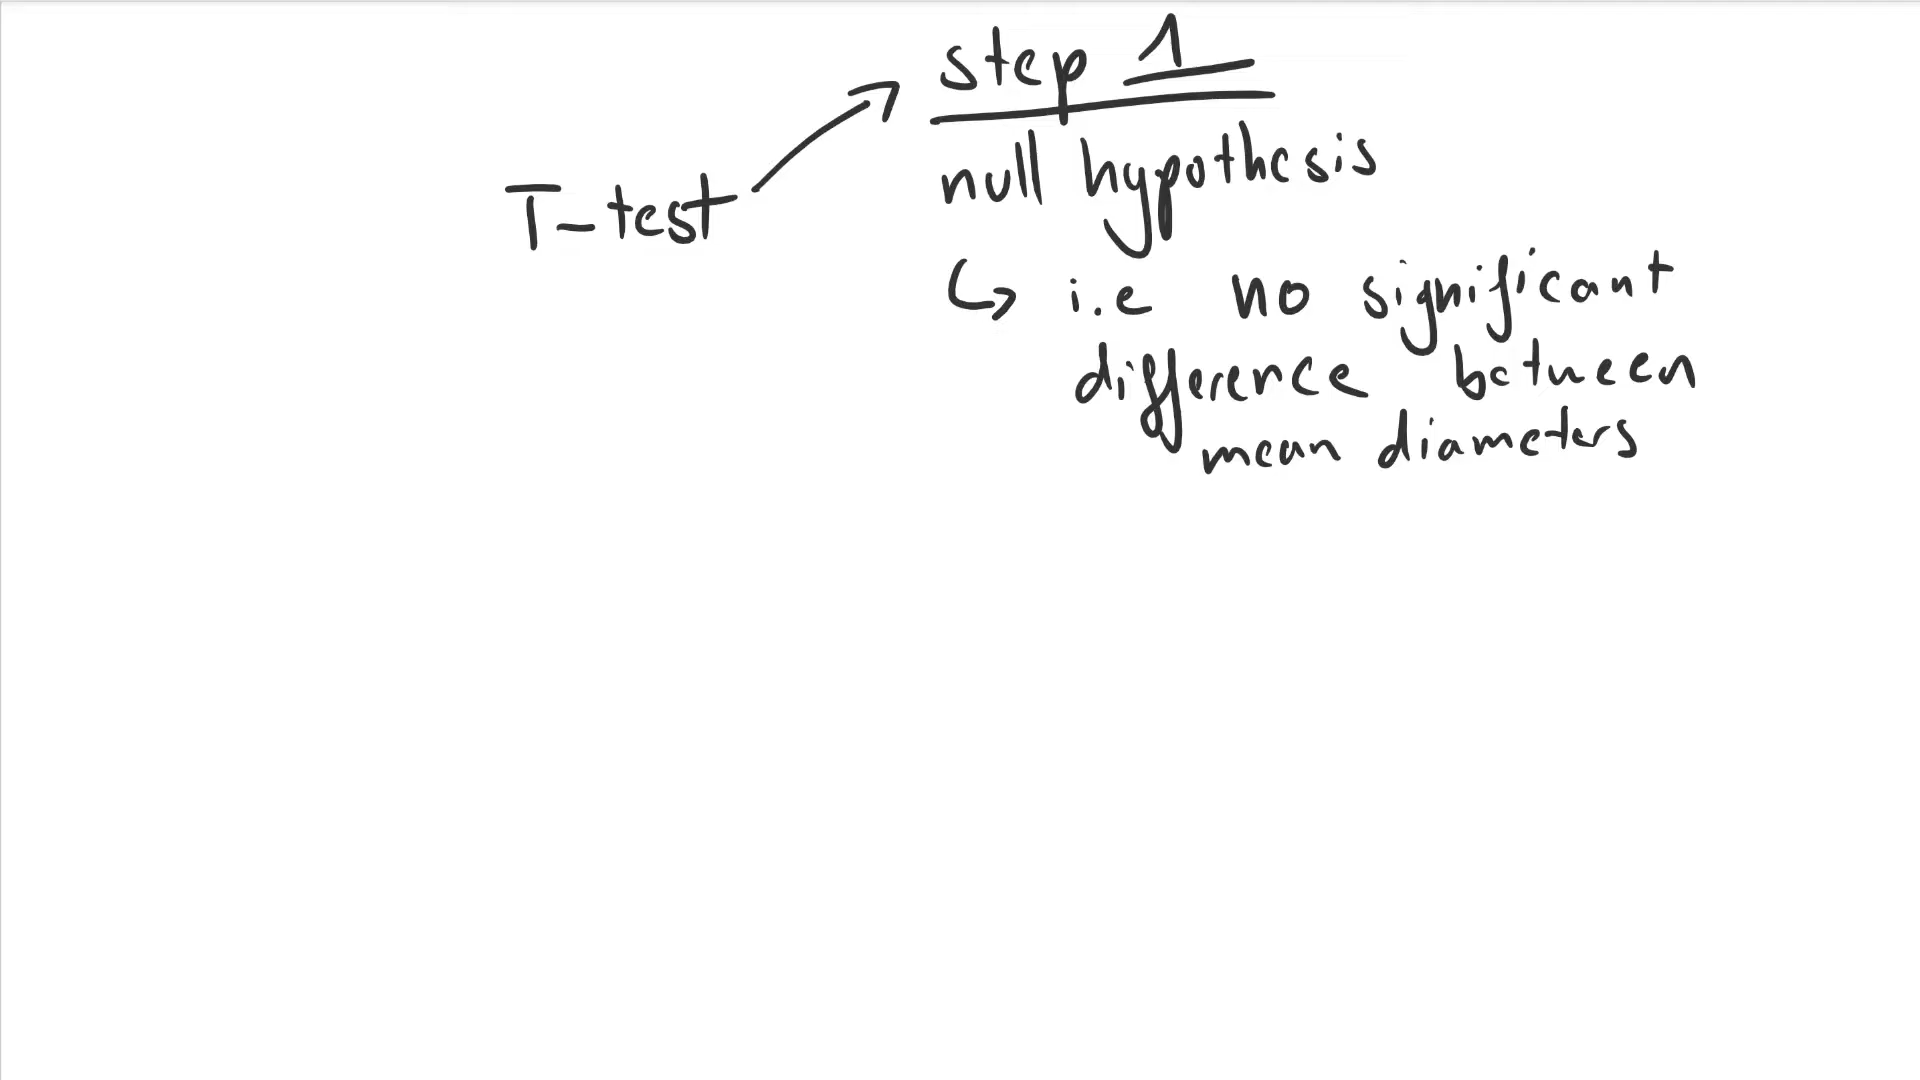 step 1
T-test
null hypothesis
↪ i.e no significant
difference between
mean diameters